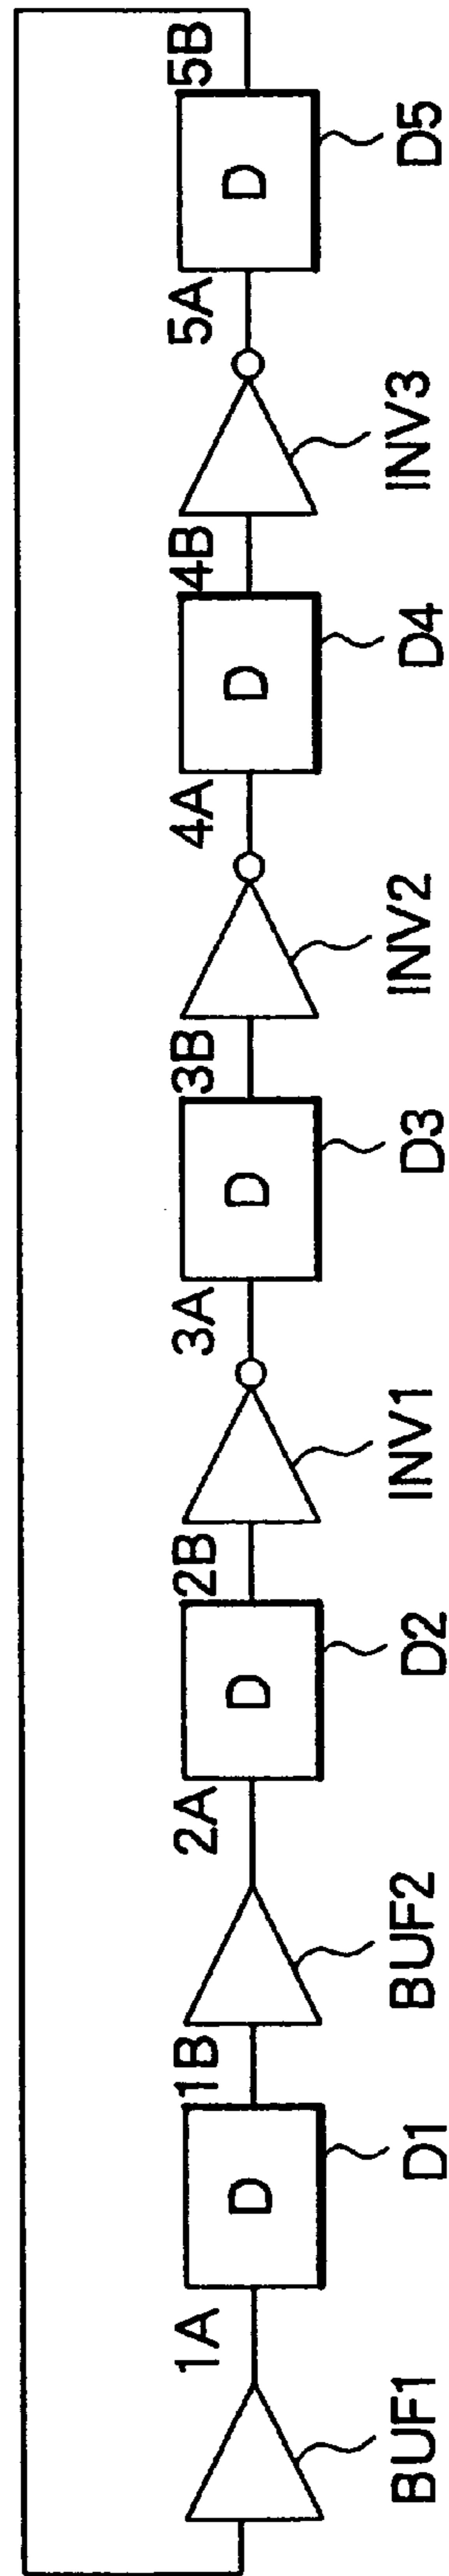 1A 1B 2A 2B 3A 3B 4A 4B 5A 5B
D D D D D
BUF1 D1 BUF2 D2 INV1 D3 INV2 D4 INV3 D5